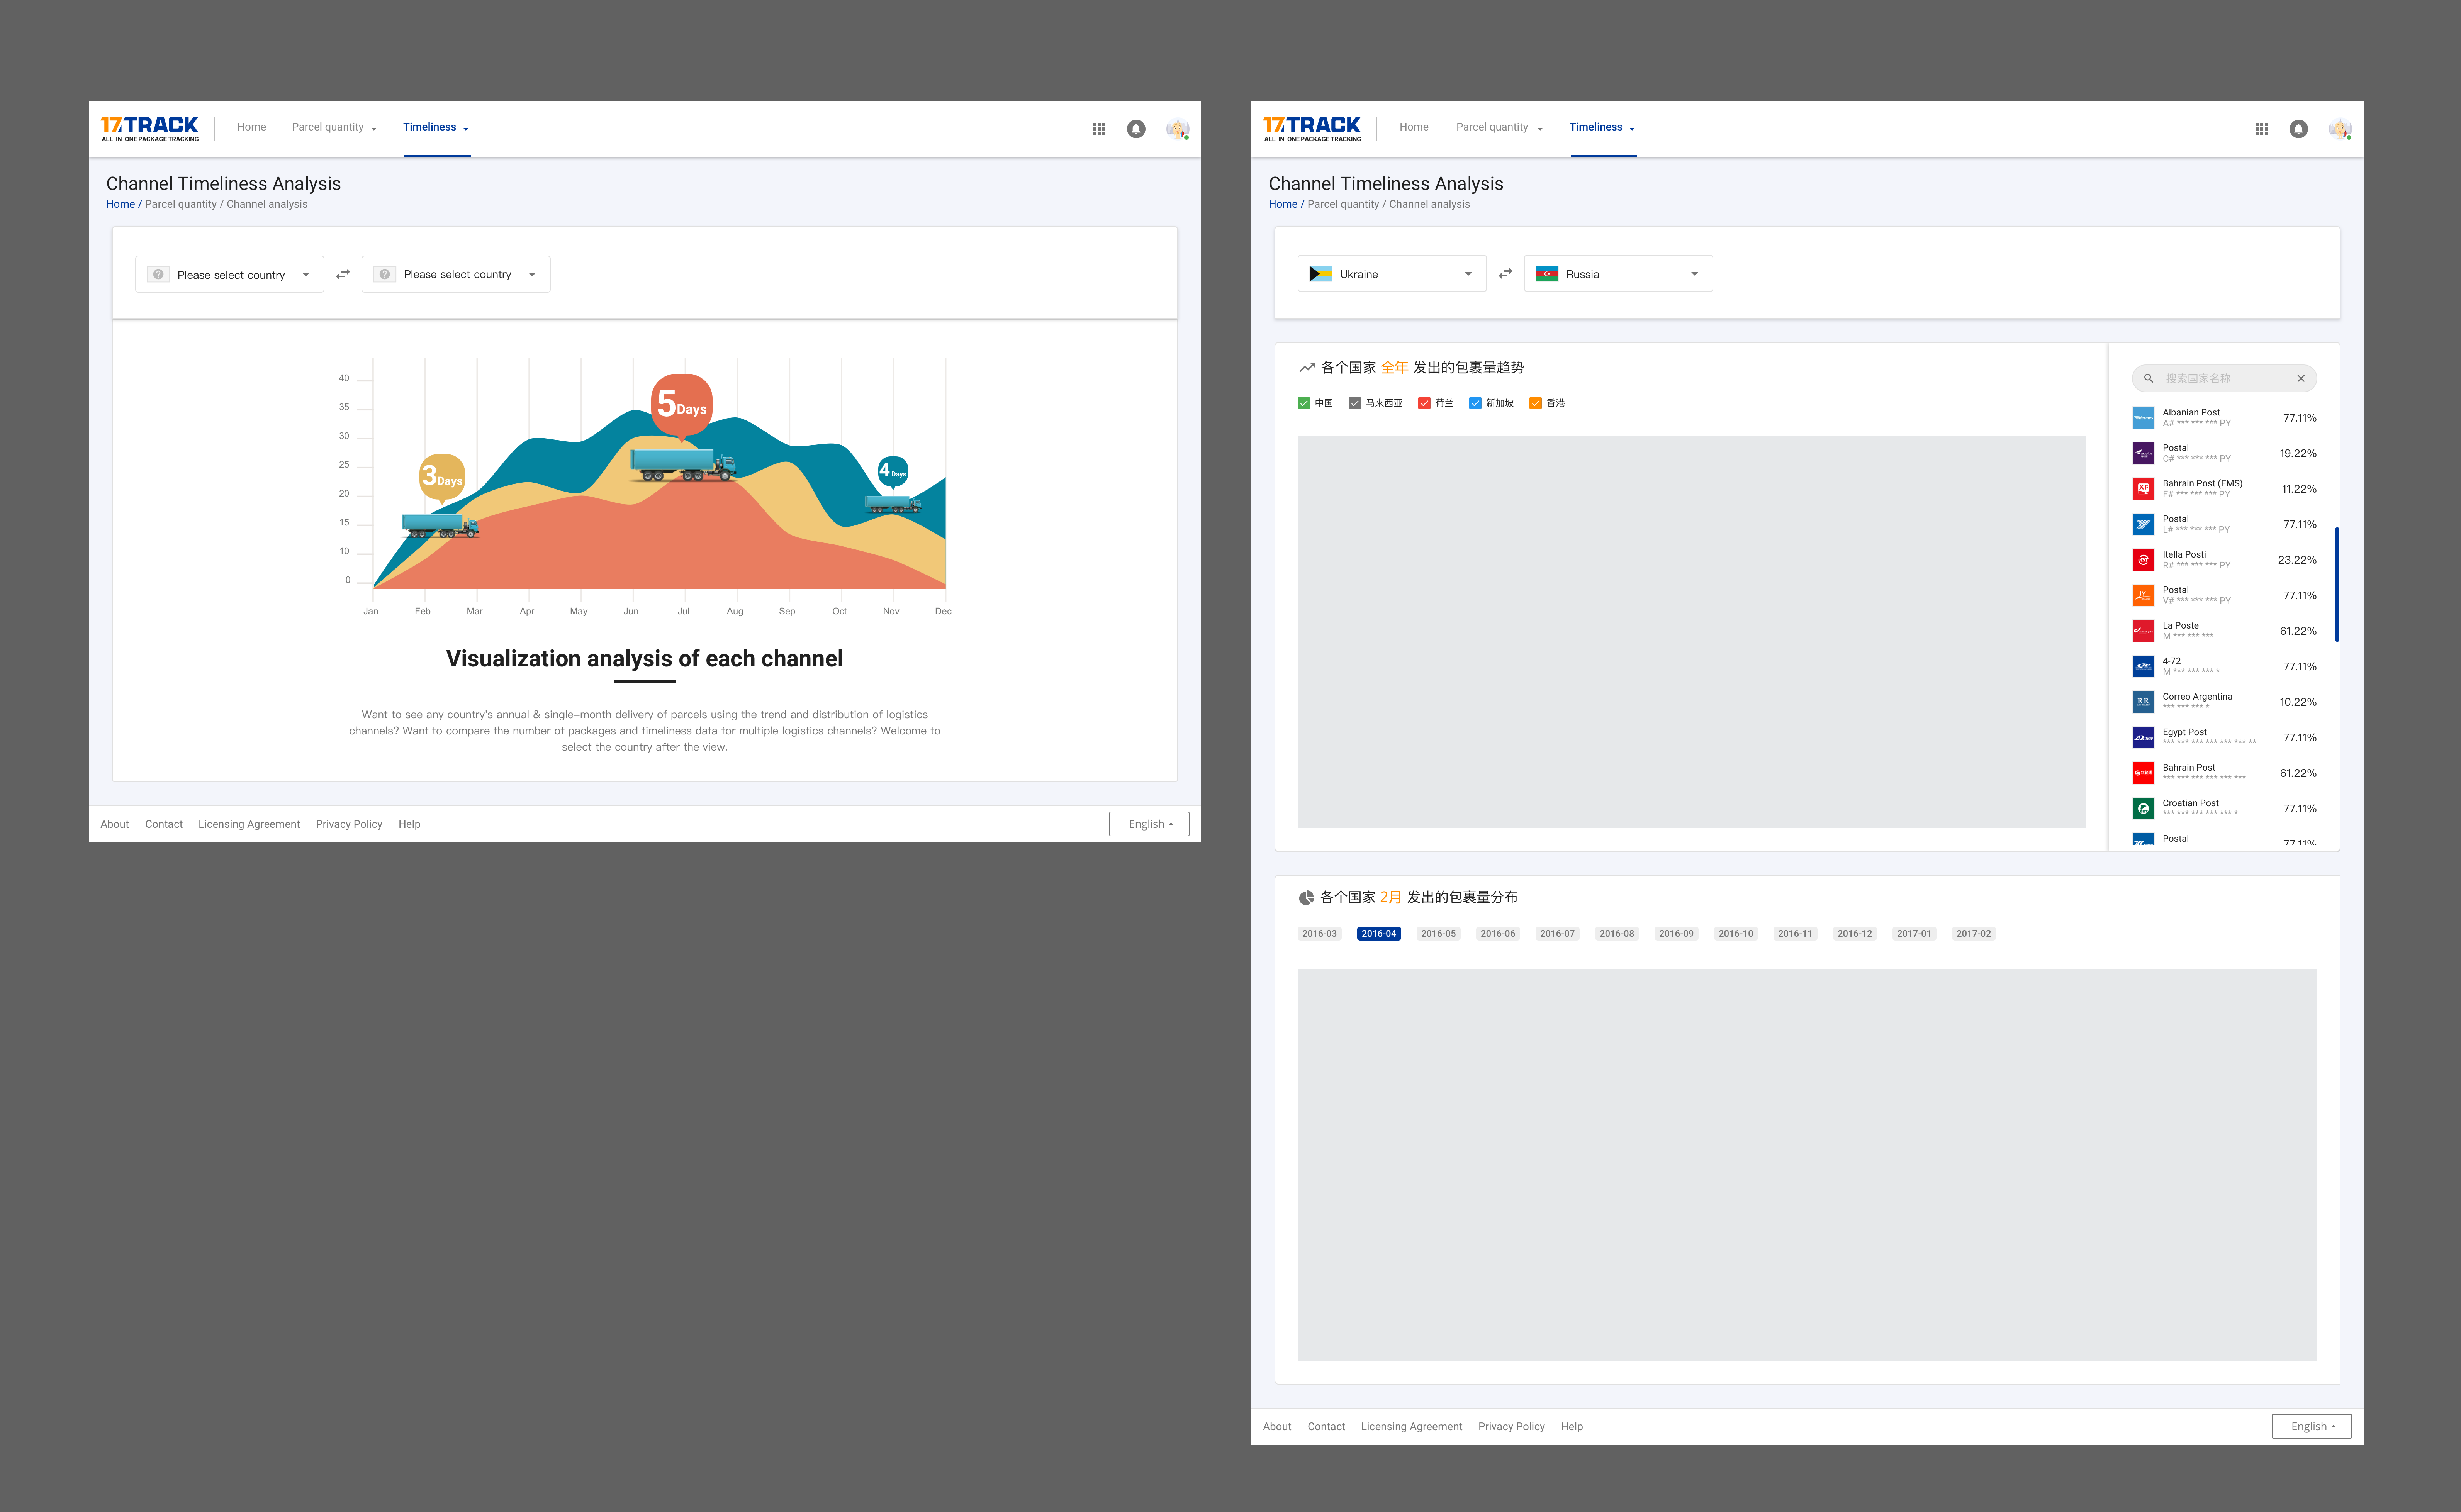 17TRACK
ALL-IN-ONE PACKAGE TRACKING
Home
Parcel quantity
Timeliness
Channel Timeliness Analysis
Home / Parcel quantity / Channel analysis
Please select country
Please select country
40
35
30
25
20
15
10
0
3Days
5Days
4Days
Jan
Feb
Mar
Apr
May
Jun
Jul
Aug
Sep
Oct
Nov
Dec
Visualization analysis of each channel
Want to see any country's annual & single-month delivery of parcels using the trend and distribution of logistics
channels? Want to compare the number of packages and timeliness data for multiple logistics channels? Welcome to
select the country after the view.
About
Contact
Licensing Agreement
Privacy Policy
Help
English
17TRACK
ALL-IN-ONE PACKAGE TRACKING
Home
Parcel quantity
Timeliness
Channel Timeliness Analysis
Home / Parcel quantity / Channel analysis
Ukraine
Russia
各个国家 全年 发出的包裹量趋势
中国
马来西亚
荷兰
新加坡
香港
搜索国家名称
Albanian Post
A# *** *** *** PY
77.11%
Postal
C# *** *** *** PY
19.22%
Bahrain Post (EMS)
E# *** *** *** PY
11.22%
Postal
L# *** *** *** PY
77.11%
Itella Posti
R# *** *** *** PY
23.22%
Postal
V# *** *** *** PY
77.11%
La Poste
M *** *** ***
61.22%
4-72
M *** *** *** *
77.11%
RR
Correo Argentina
*** *** *** *
10.22%
Egypt Post
*** *** *** *** *** *** **
77.11%
Bahrain Post
*** *** *** *** *** ***
61.22%
Croatian Post
*** *** *** *** *** *
77.11%
Postal
77.11%
各个国家 2月 发出的包裹量分布
2016-03
2016-04
2016-05
2016-06
2016-07
2016-08
2016-09
2016-10
2016-11
2016-12
2017-01
2017-02
About
Contact
Licensing Agreement
Privacy Policy
Help
English